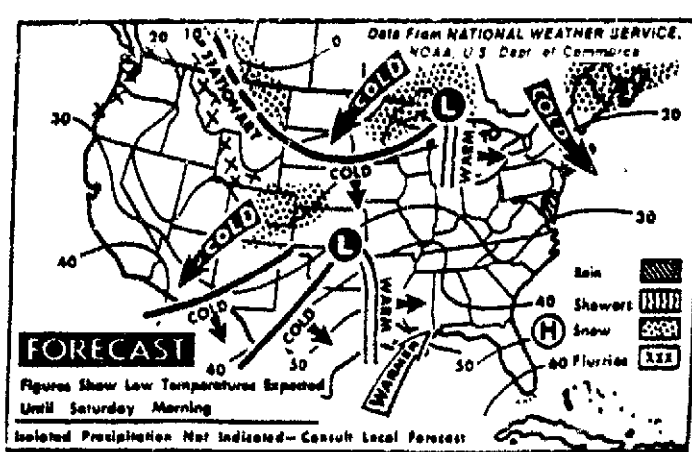 Data From NATIONAL WEATHER SERVICE,
NOAA, U.S. Dept. of Commerce
20
10
0
STATIONARY
COLD
L
COLD
20
30
COLD
WARM
COLD
L
30
40
COLD
COLD
WARM
WARMER
40
50
50
40
60
H
Rain
Showers
Snow
Flurries
XXX
FORECAST
Figures Show Low Temperatures Expected
Until Saturday Morning
Isolated Precipitation Not Indicated—Consult Local Forecast